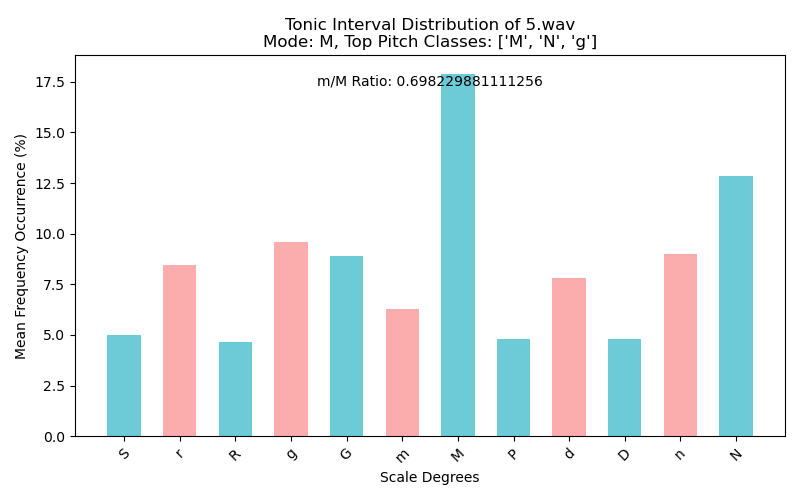 Tonic Interval Distribution of 5.wav
Mode: M, Top Pitch Classes: ['M', 'N', 'g']
m/M Ratio: 0.698229881111256
Mean Frequency Occurrence (%)
17.5
15.0
12.5
10.0
7.5
5.0
2.5
0.0
S r R g G m M P d D n N
Scale Degrees